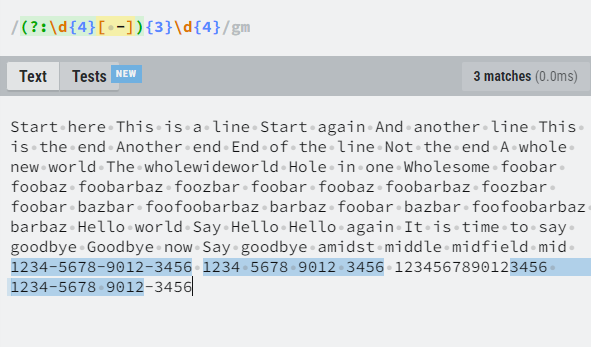 /(?:\d{4}[ -]){3}\d{4}/gm
Text Tests NEW 3 matches (0.0ms)
Start·here·This·is·a·line·Start·again·And·another·line·This·
is·the·end·Another·end·End·of·the·line·Not·the·end·A·whole·
new·world·The·wholewideworld·Hole·in·one·Wholesome·foobar·
foobaz·foobarbaz·foozbar·foobar·foobaz·foobarbaz·foozbar·
foobar·bazbar·foofoobarbaz·barbaz·foobar·bazbar·foofoobarbaz·
barbaz·Hello·world·Say·Hello·Hello·again·It·is·time·to·say·
goodbye·Goodbye·now·Say·goodbye·amidst·middle·midfield·mid·
1234-5678-9012-3456·1234·5678·9012·3456·1234567890123456·
1234-5678·9012-3456